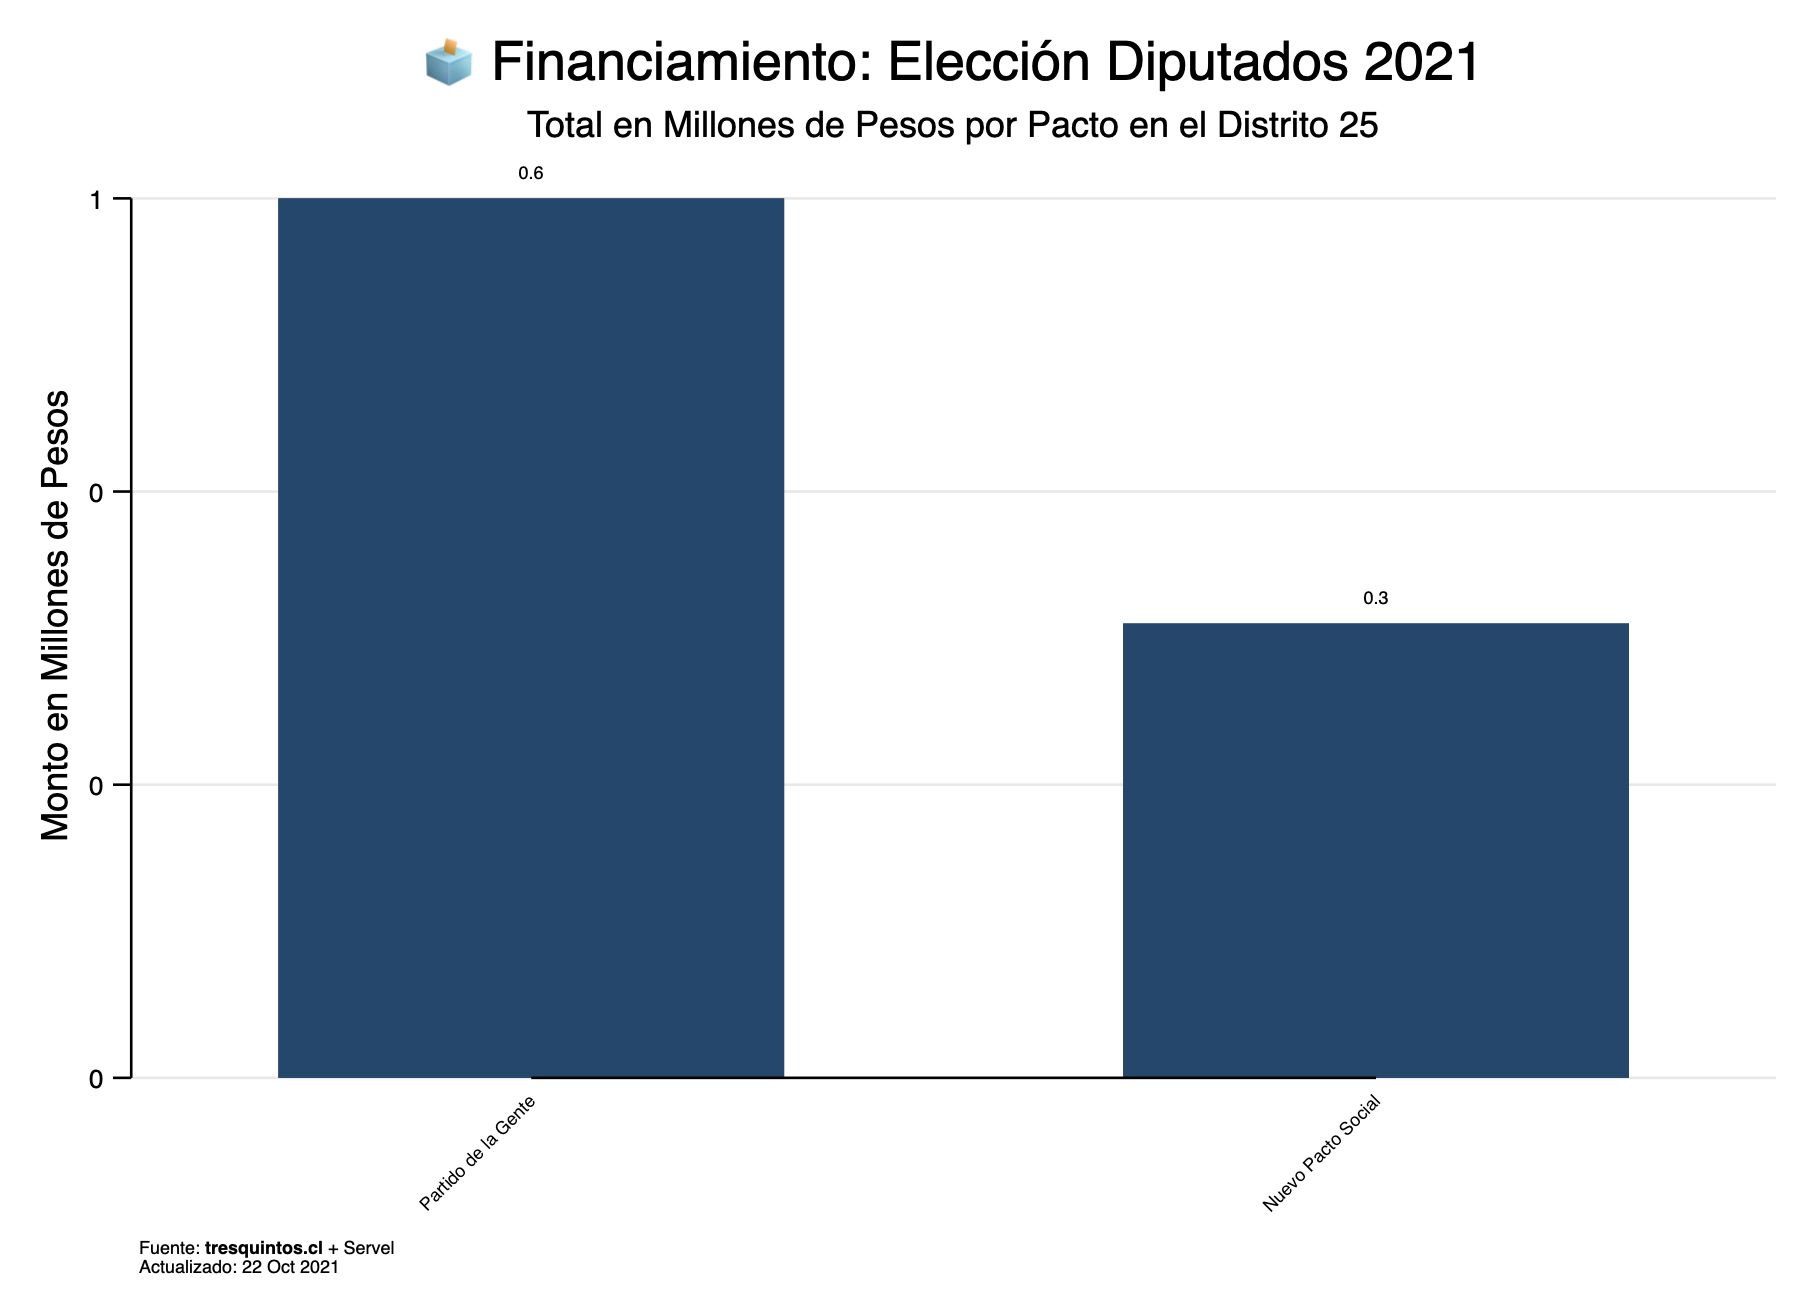 Financiamiento: Elección Diputados 2021
Total en Millones de Pesos por Pacto en el Distrito 25
0.6
1
0
0.3
0
0
Monto en Millones de Pesos
Partido de la Gente
Nuevo Pacto Social
Fuente: tresquintos.cl + Servel
Actualizado: 22 Oct 2021